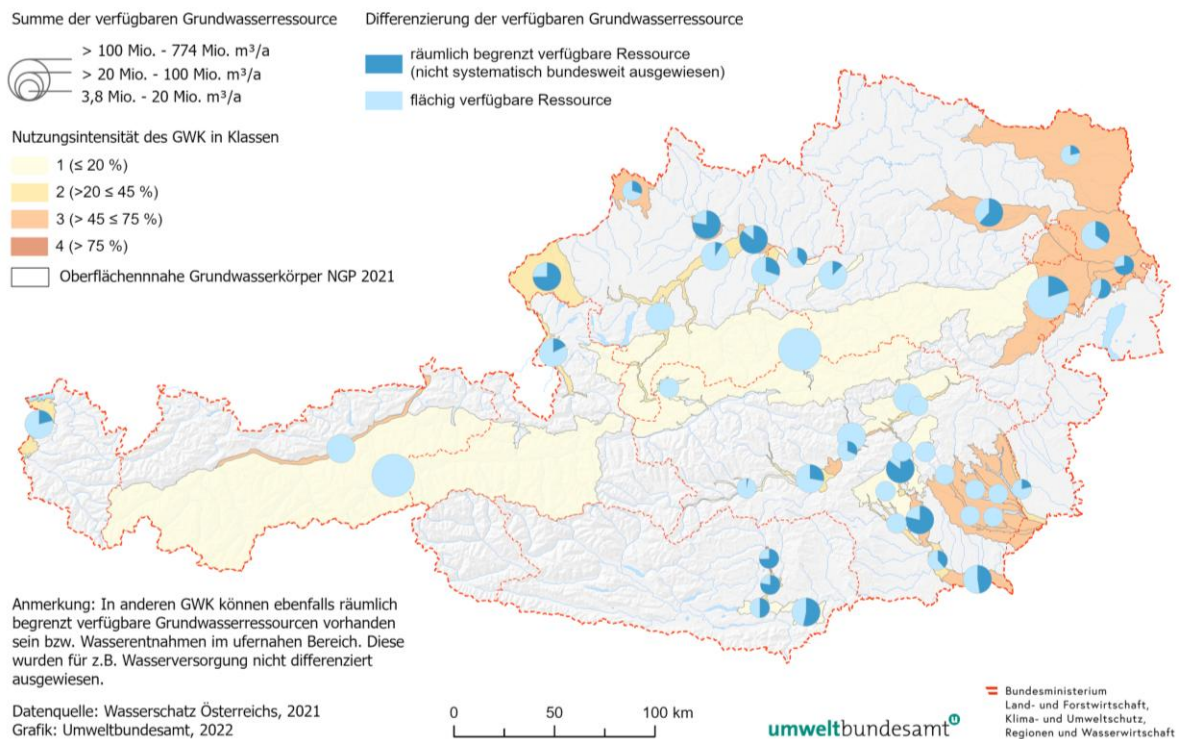 Summe der verfügbaren Grundwasserressource
> 100 Mio. - 774 Mio. m³/a
> 20 Mio. - 100 Mio. m³/a
3,8 Mio. - 20 Mio. m³/a
Differenzierung der verfügbaren Grundwasserressource
räumlich begrenzt verfügbare Ressource
(nicht systematisch bundesweit ausgewiesen)
flächig verfügbare Ressource
Nutzungsintensität des GWK in Klassen
1 (≤ 20 %)
2 (>20 ≤ 45 %)
3 (> 45 ≤ 75 %)
4 (> 75 %)
Oberflächennnahe Grundwasserkörper NGP 2021
Anmerkung: In anderen GWK können ebenfalls räumlich
begrenzt verfügbare Grundwasserressourcen vorhanden
sein bzw. Wasserentnahmen im ufernahen Bereich. Diese
wurden für z.B. Wasserversorgung nicht differenziert
ausgewiesen.
Datenquelle: Wasserschatz Österreichs, 2021
Grafik: Umweltbundesamt, 2022
0 50 100 km
umweltbundesamt u
Bundesministerium
Land- und Forstwirtschaft,
Klima- und Umweltschutz,
Regionen und Wasserwirtschaft